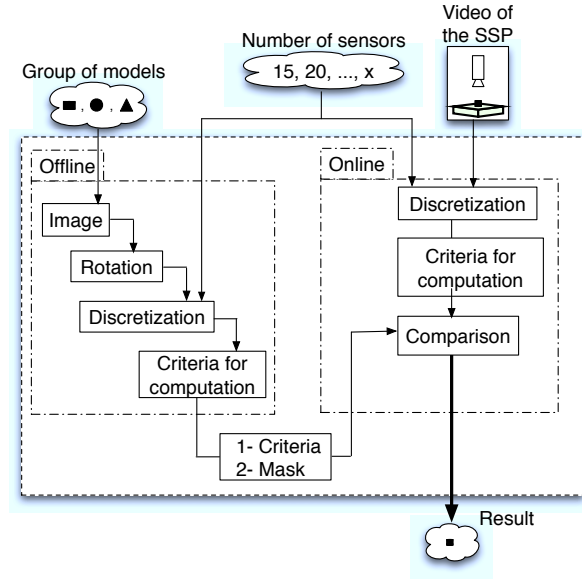 Video of
the SSP
Number of sensors
15, 20, ..., x
Group of models
, ,
Offline
Online
Image
Rotation
Discretization
Criteria for
computation
Discretization
Criteria for
computation
Comparison
1- Criteria
2- Mask
Result